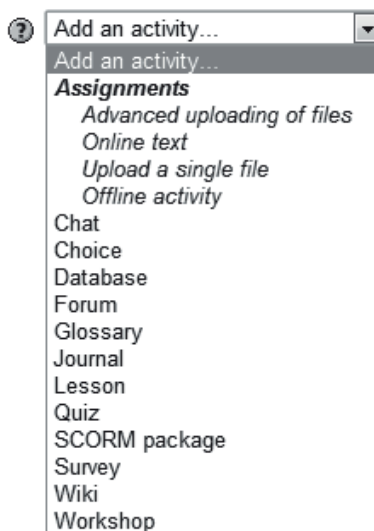 ? Add an activity...
Add an activity...
Assignments
Advanced uploading of files
Online text
Upload a single file
Offline activity
Chat
Choice
Database
Forum
Glossary
Journal
Lesson
Quiz
SCORM package
Survey
Wiki
Workshop